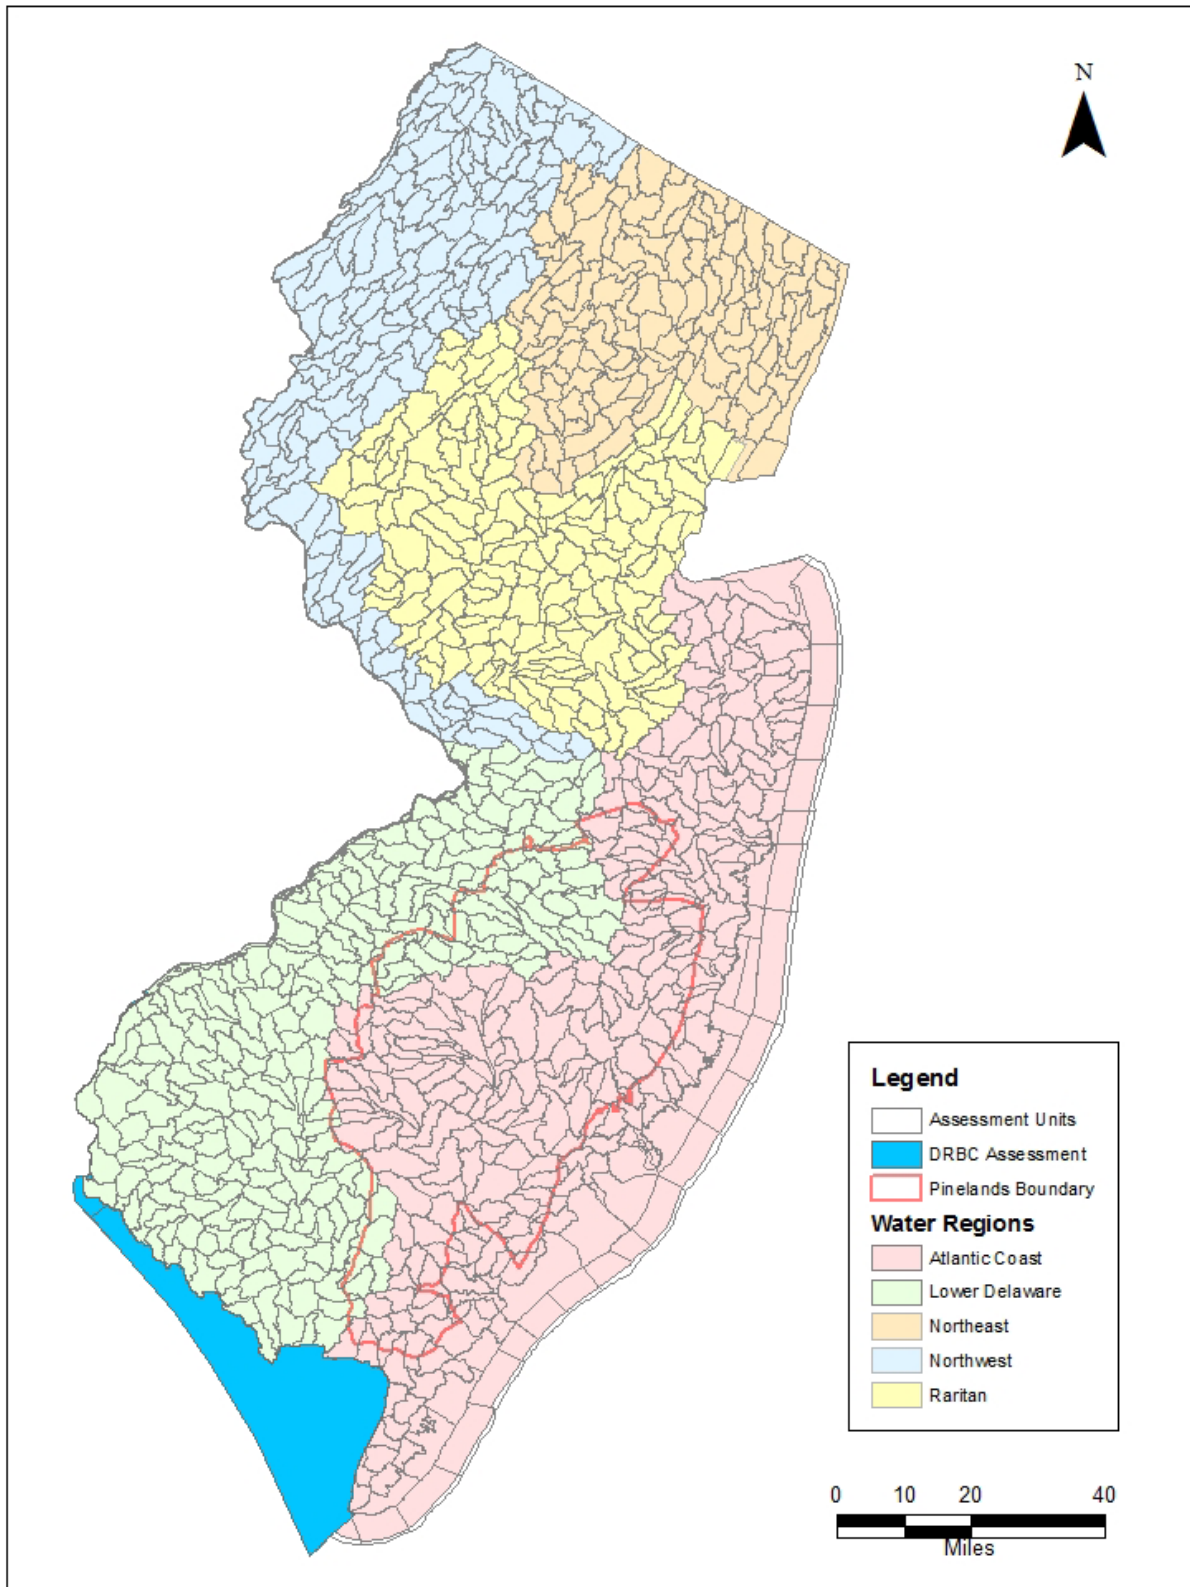 N
Legend
Assessment Units
DRBC Assessment
Pinelands Boundary
Water Regions
Atlantic Coast
Lower Delaware
Northeast
Northwest
Raritan
0 10 20 40
Miles